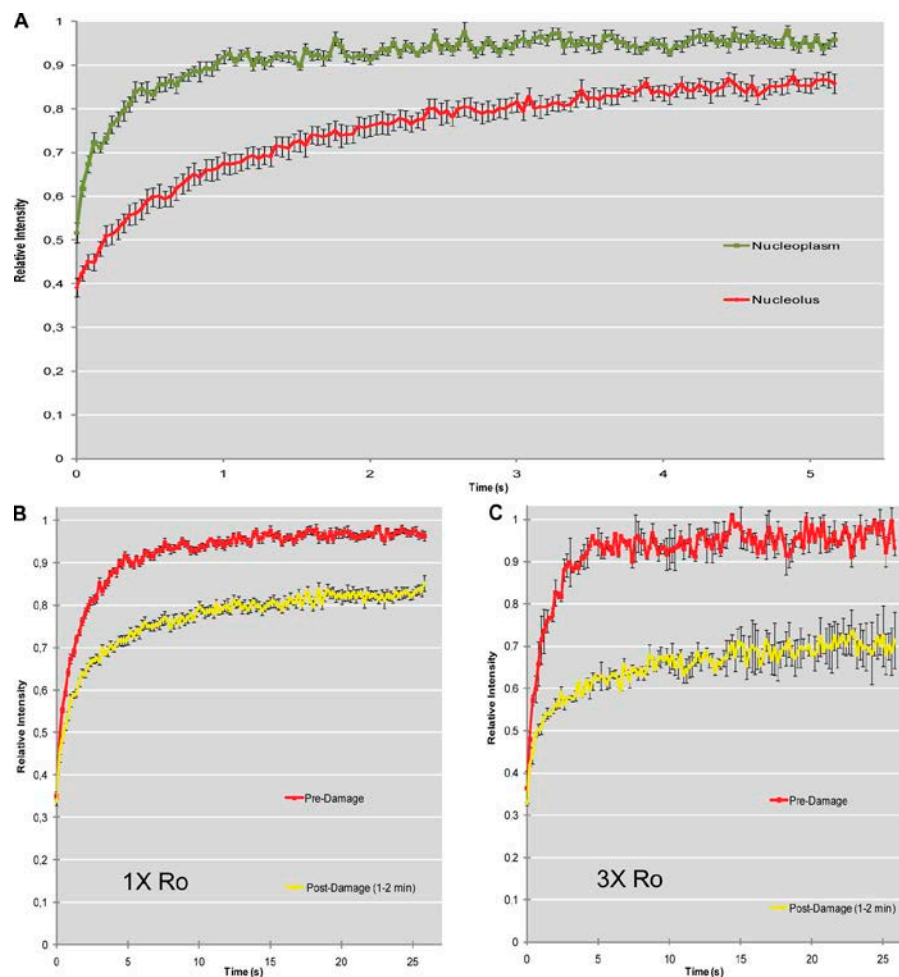 A
Relative Intensity
1
0,9
0,8
0,7
0,6
0,5
0,4
0,3
0,2
0,1
0
Nucleoplasm
Nucleolus
0 1 2 3 4 5
Time (s)
B
Relative Intensity
1
0,9
0,8
0,7
0,6
0,5
0,4
0,3
0,2
0,1
0
Pre-Damage
1X Ro
Post-Damage (1-2 min)
0 5 10 15 20 25
Time (s)
C
Relative Intensity
1
0,9
0,8
0,7
0,6
0,5
0,4
0,3
0,2
0,1
0
Pre-Damage
3X Ro
Post-Damage (1-2 min)
0 5 10 15 20 25
Time (s)